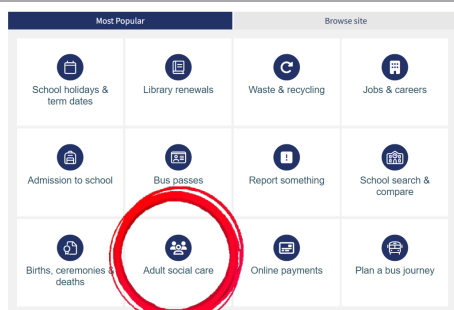 Most Popular
Browse site
School holidays &
term dates
Library renewals
Waste & recycling
Jobs & careers
Admission to school
Bus passes
Report something
School search &
compare
Births, ceremonies &
deaths
Adult social care
Online payments
Plan a bus journey